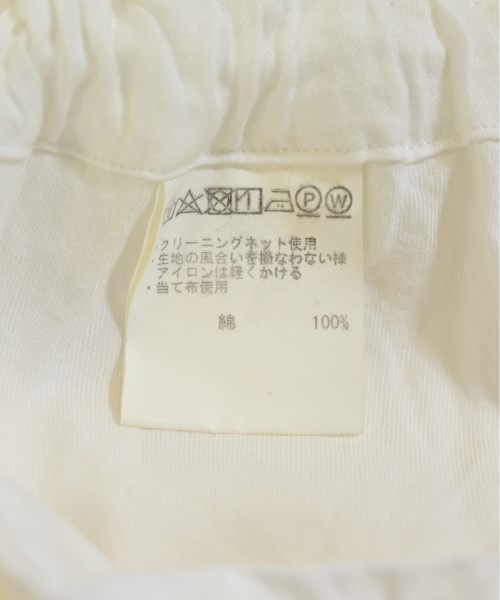 P W
・クリーニングネット使用
・生地の風合いを損なわない様
アイロンは軽くかける
・当て布使用
綿 100%